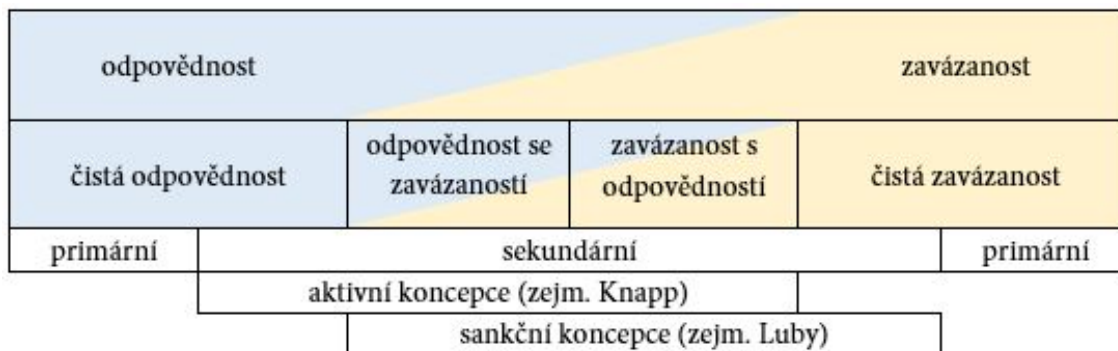 odpovědnost
zavázanost
čistá odpovědnost
odpovědnost se
zavázaností
zavázanost s
odpovědností
čistá zavázanost
primární
sekundární
primární
aktivní koncepce (zejm. Knapp)
sankční koncepce (zejm. Luby)